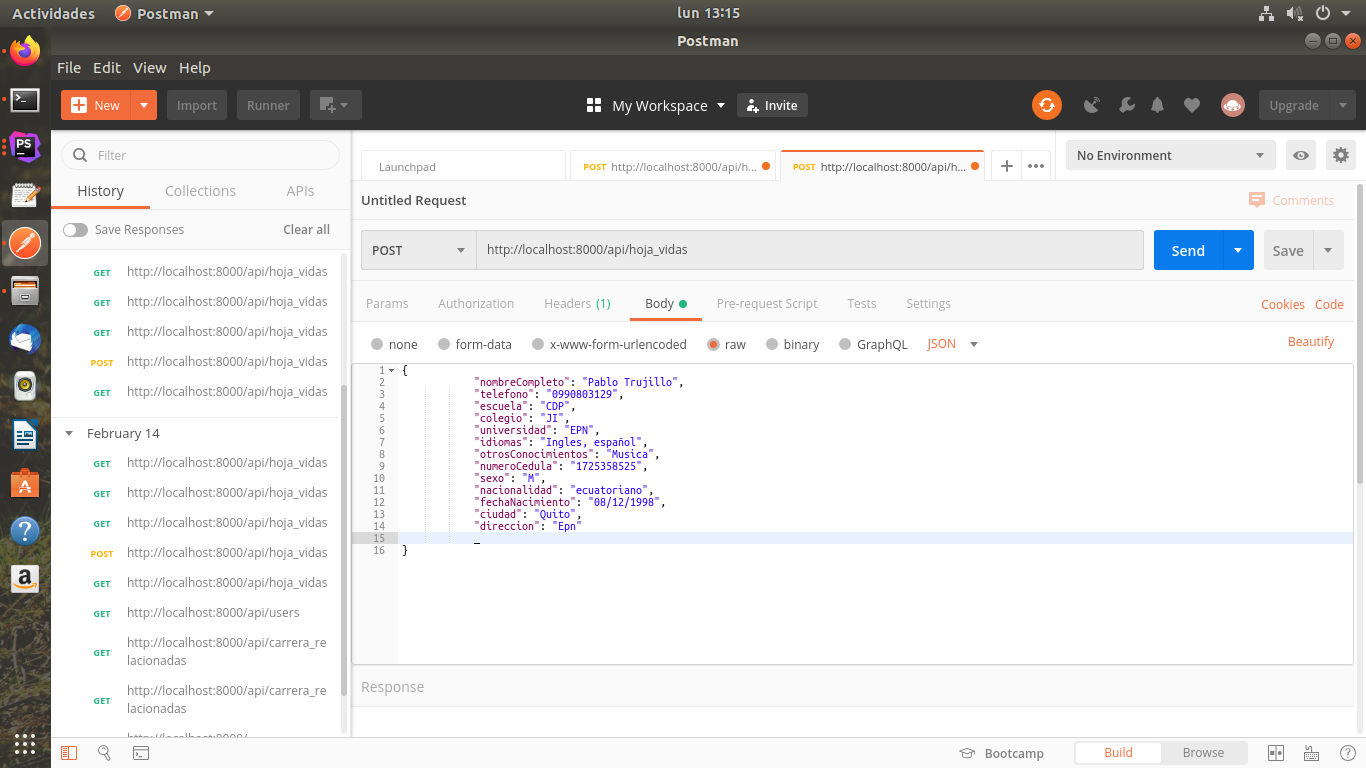 Actividades Postman lun 13:15
Postman
File Edit View Help
New Import Runner My Workspace Invite Upgrade
Filter
History Collections APIs
Save Responses Clear all
GET http://localhost:8000/api/hoja_vidas
GET http://localhost:8000/api/hoja_vidas
GET http://localhost:8000/api/hoja_vidas
POST http://localhost:8000/api/hoja_vidas
GET http://localhost:8000/api/hoja_vidas
February 14
GET http://localhost:8000/api/hoja_vidas
GET http://localhost:8000/api/hoja_vidas
GET http://localhost:8000/api/hoja_vidas
POST http://localhost:8000/api/hoja_vidas
GET http://localhost:8000/api/hoja_vidas
GET http://localhost:8000/api/users
GET http://localhost:8000/api/carrera_re
lacionadas
GET http://localhost:8000/api/carrera_re
lacionadas
PS
Launchpad POST http://localhost:8000/api/h... POST http://localhost:8000/api/h... No Environment
Untitled Request Comments
POST http://localhost:8000/api/hoja_vidas Send Save
Params Authorization Headers (1) Body Pre-request Script Tests Settings Cookies Code
none form-data x-www-form-urlencoded raw binary GraphQL JSON Beautify
1 {
2 "nombreCompleto": "Pablo Trujillo",
3 "telefono": "0990803129",
4 "escuela": "CDP",
5 "colegio": "JI",
6 "universidad": "EPN",
7 "idiomas": "Ingles, español",
8 "otrosConocimientos": "Musica",
9 "numeroCedula": "1725358525",
10 "sexo": "M",
11 "nacionalidad": "ecuatoriano",
12 "fechaNacimiento": "08/12/1998",
13 "ciudad": "Quito",
14 "direccion": "Epn"
15
16 }
Response
Bootcamp Build Browse